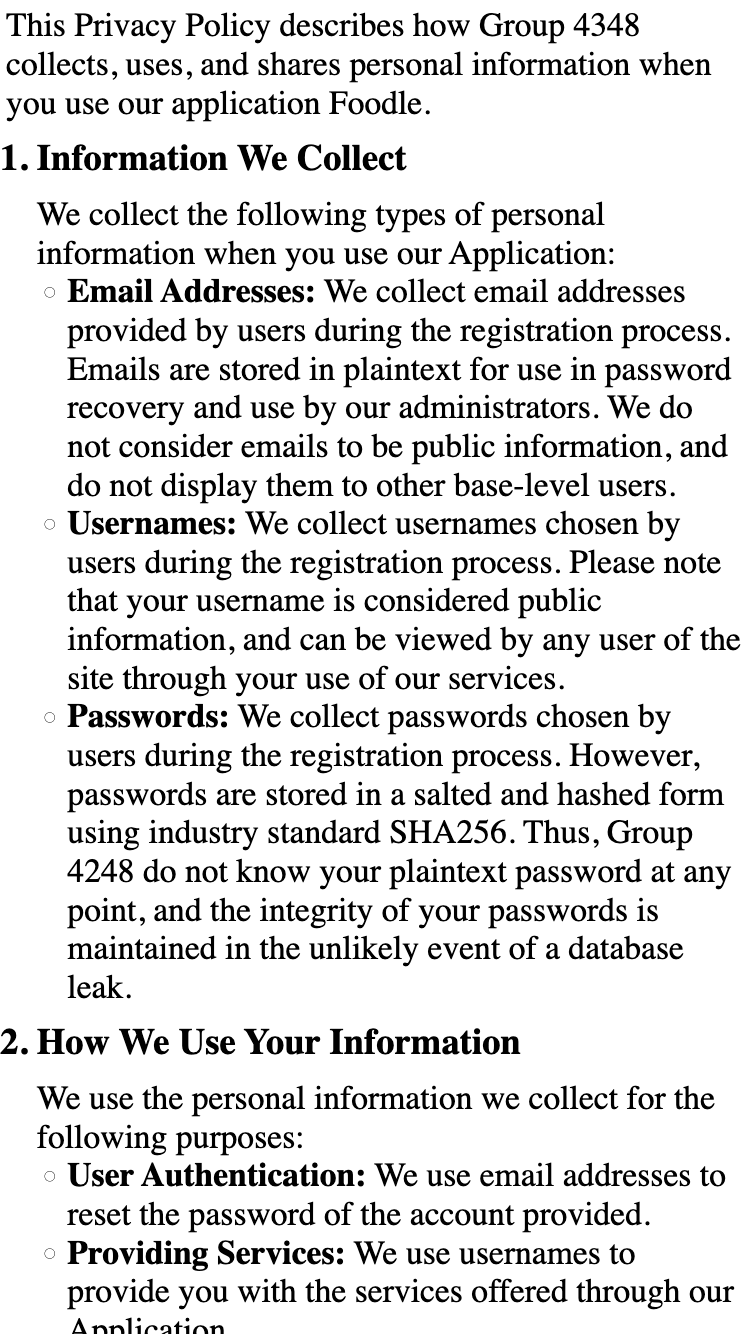 This Privacy Policy describes how Group 4348
collects, uses, and shares personal information when
you use our application Foodle.
1. Information We Collect
We collect the following types of personal
information when you use our Application:
○ Email Addresses: We collect email addresses
provided by users during the registration process.
Emails are stored in plaintext for use in password
recovery and use by our administrators. We do
not consider emails to be public information, and
do not display them to other base-level users.
○ Usernames: We collect usernames chosen by
users during the registration process. Please note
that your username is considered public
information, and can be viewed by any user of the
site through your use of our services.
○ Passwords: We collect passwords chosen by
users during the registration process. However,
passwords are stored in a salted and hashed form
using industry standard SHA256. Thus, Group
4248 do not know your plaintext password at any
point, and the integrity of your passwords is
maintained in the unlikely event of a database
leak.
2. How We Use Your Information
We use the personal information we collect for the
following purposes:
○ User Authentication: We use email addresses to
reset the password of the account provided.
○ Providing Services: We use usernames to
provide you with the services offered through our
Application